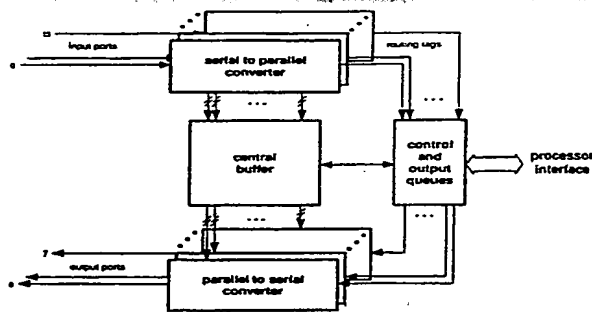 input ports
routing tags
serial to parallel
converter
central
buffer
control
and
output
queues
processor
interface
7
output ports
parallel to serial
converter